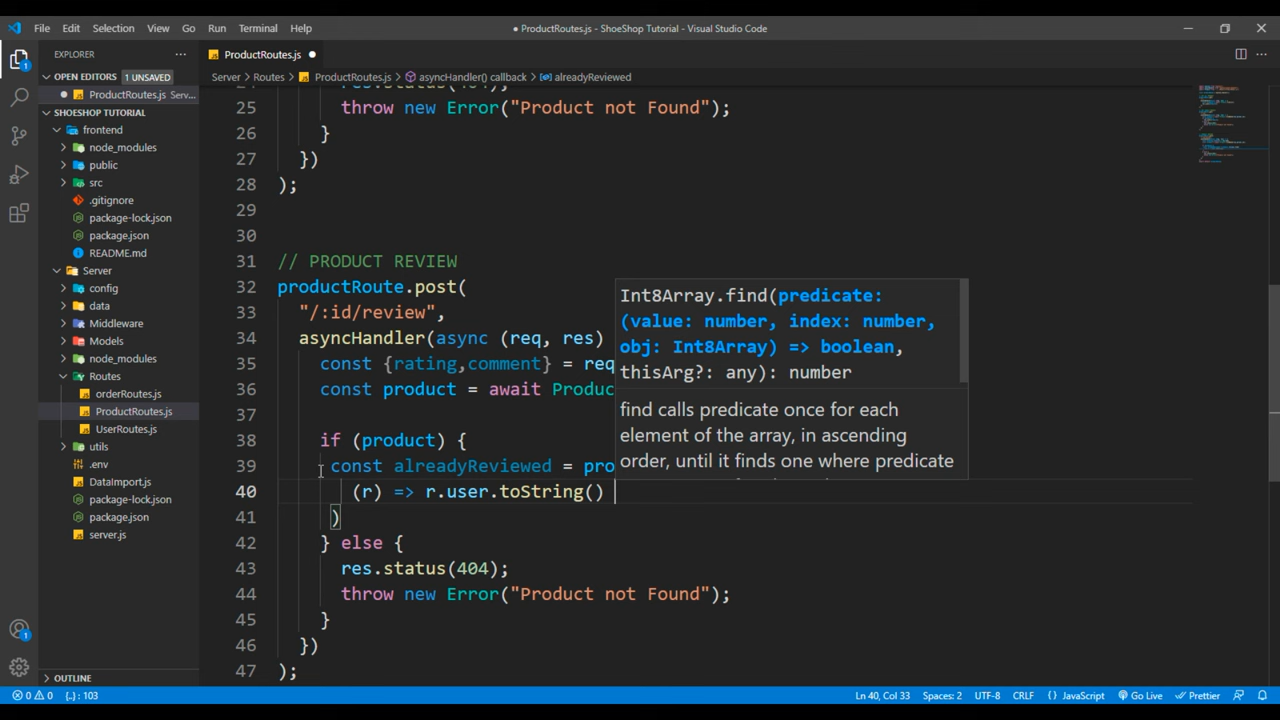 File Edit Selection View Go Run Terminal Help
ProductRoutes.js - ShoeShop Tutorial - Visual Studio Code
EXPLORER
OPEN EDITORS 1 UNSAVED
ProductRoutes.js Serv...
SHOESHOP TUTORIAL
frontend
node_modules
public
src
.gitignore
package-lock.json
package.json
README.md
Server
config
data
Middleware
Models
node_modules
Routes
orderRoutes.js
ProductRoutes.js
UserRoutes.js
utils
.env
DataImport.js
package-lock.json
package.json
server.js
OUTLINE
ProductRoutes.js
Server > Routes > ProductRoutes.js > asyncHandler() callback > alreadyReviewed
25 throw new Error("Product not Found");
26 }
27 })
28 );
29
30
31 // PRODUCT REVIEW
32 productRoute.post(
33 "/:id/review",
34 asyncHandler(async (req, res)
35 const {rating,comment} = req
36 const product = await Produc
37
38 if (product) {
39 const alreadyReviewed = pro
40 (r) => r.user.toString()
41 )
42 } else {
43 res.status(404);
44 throw new Error("Product not Found");
45 }
46 })
47 );
Int8Array.find(predicate:
(value: number, index: number,
obj: Int8Array) => boolean,
thisArg?: any): number
find calls predicate once for each
element of the array, in ascending
order, until it finds one where predicate
0 0 {..} : 103
Ln 40, Col 33 Spaces: 2 UTF-8 CRLF {} JavaScript Go Live Prettier